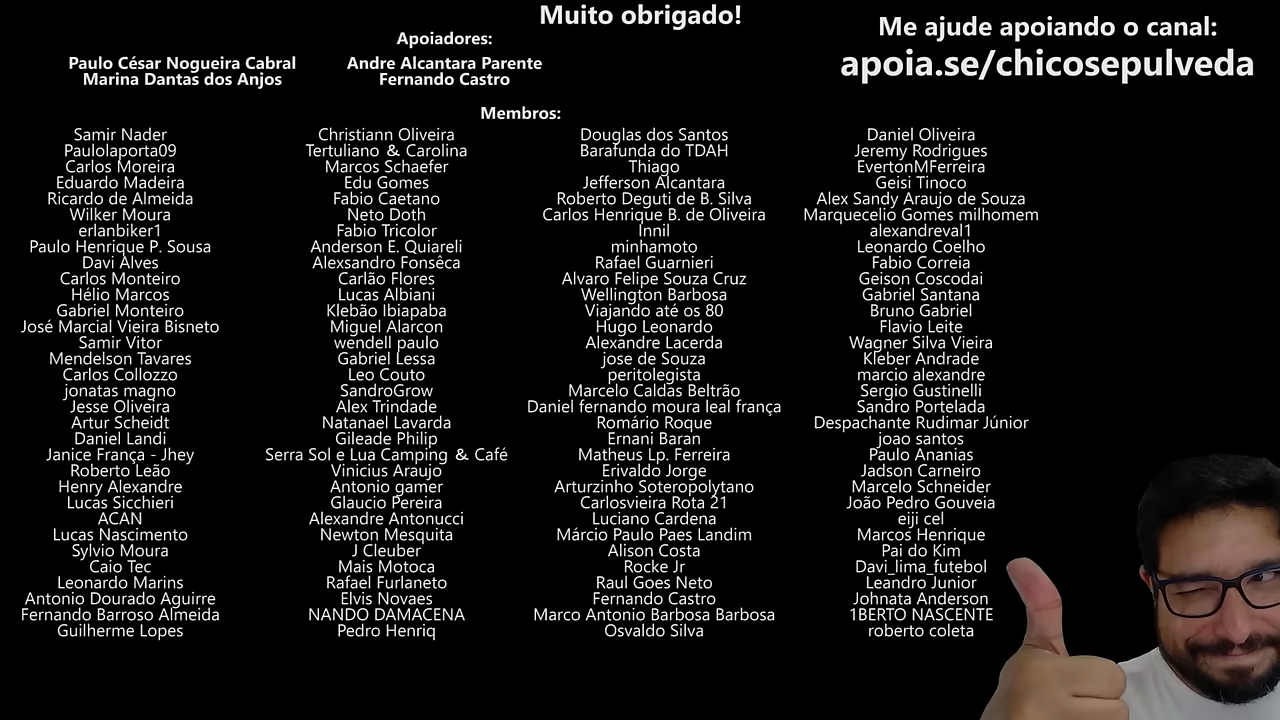 Muito obrigado!
Apoiadores:
Paulo César Nogueira Cabral
Marina Dantas dos Anjos
Andre Alcantara Parente
Fernando Castro
Me ajude apoiando o canal:
apoia.se/chicosepulveda
Membros:
Samir Nader
Paulolaporta09
Carlos Moreira
Eduardo Madeira
Ricardo de Almeida
Wilker Moura
erlanbiker1
Paulo Henrique P. Sousa
Davi Alves
Carlos Monteiro
Hélio Marcos
Gabriel Monteiro
José Marcial Vieira Bisneto
Samir Vitor
Mendelson Tavares
Carlos Collozzo
jonatas magno
Jesse Oliveira
Artur Scheidt
Daniel Landi
Janice França - Jhey
Roberto Leão
Henry Alexandre
Lucas Sicchieri
ACAN
Lucas Nascimento
Sylvio Moura
Caio Tec
Leonardo Marins
Antonio Dourado Aguirre
Fernando Barroso Almeida
Guilherme Lopes
Christiann Oliveira
Tertuliano & Carolina
Marcos Schaefer
Edu Gomes
Fabio Caetano
Neto Doth
Fabio Tricolor
Anderson E. Quiareli
Alexsandro Fonsêca
Carlão Flores
Lucas Albiani
Klebão Ibiapaba
Miguel Alarcon
wendell paulo
Gabriel Lessa
Leo Couto
SandroGrow
Alex Trindade
Natanael Lavarda
Gileade Philip
Serra Sol e Lua Camping & Café
Vinicius Araujo
Antonio gamer
Glaucio Pereira
Alexandre Antonucci
Newton Mesquita
J Cleuber
Mais Motoca
Rafael Furlaneto
Elvis Novaes
NANDO DAMACENA
Pedro Henriq
Douglas dos Santos
Barafunda do TDAH
Thiago
Jefferson Alcantara
Roberto Deguti de B. Silva
Carlos Henrique B. de Oliveira
Innil
minhamoto
Rafael Guarnieri
Alvaro Felipe Souza Cruz
Wellington Barbosa
Viajando até os 80
Hugo Leonardo
Alexandre Lacerda
jose de Souza
peritolegista
Marcelo Caldas Beltrão
Daniel fernando moura leal frança
Romário Roque
Ernani Baran
Matheus Lp. Ferreira
Erivaldo Jorge
Arturzinho Soteropolytano
Carlosvieira Rota 21
Luciano Cardena
Márcio Paulo Paes Landim
Alison Costa
Rocke Jr
Raul Goes Neto
Fernando Castro
Marco Antonio Barbosa Barbosa
Osvaldo Silva
Daniel Oliveira
Jeremy Rodrigues
EvertonMFerreira
Geisi Tinoco
Alex Sandy Araujo de Souza
Marquecelio Gomes milhomem
alexandreval1
Leonardo Coelho
Fabio Correia
Geison Coscodai
Gabriel Santana
Bruno Gabriel
Flavio Leite
Wagner Silva Vieira
Kleber Andrade
marcio alexandre
Sergio Gustinelli
Sandro Portelada
Despachante Rudimar Júnior
joao santos
Paulo Ananias
Jadson Carneiro
Marcelo Schneider
João Pedro Gouveia
eiji cel
Marcos Henrique
Pai do Kim
Davi_lima_futebol
Leandro Junior
Johnata Anderson
1BERTO NASCENTE
roberto coleta